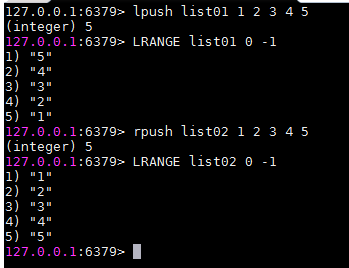 127.0.0.1:6379> lpush list01 1 2 3 4 5
(integer) 5
127.0.0.1:6379> LRANGE list01 0 -1
1) "5"
2) "4"
3) "3"
4) "2"
5) "1"
127.0.0.1:6379> rpush list02 1 2 3 4 5
(integer) 5
127.0.0.1:6379> LRANGE list02 0 -1
1) "1"
2) "2"
3) "3"
4) "4"
5) "5"
127.0.0.1:6379>